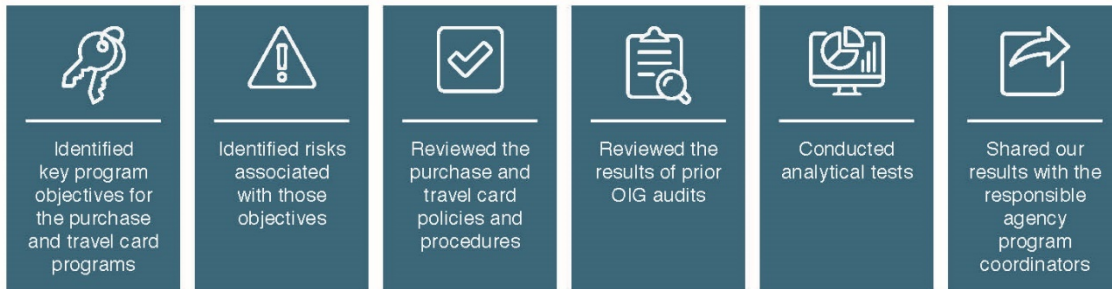 Identified
key program
objectives for
the purchase
and travel card
programs
Identified risks
associated
with those
objectives
Reviewed the
purchase and
travel card
policies and
procedures
Reviewed the
results of prior
OIG audits
Conducted
analytical tests
Shared our
results with the
responsible
agency
program
coordinators